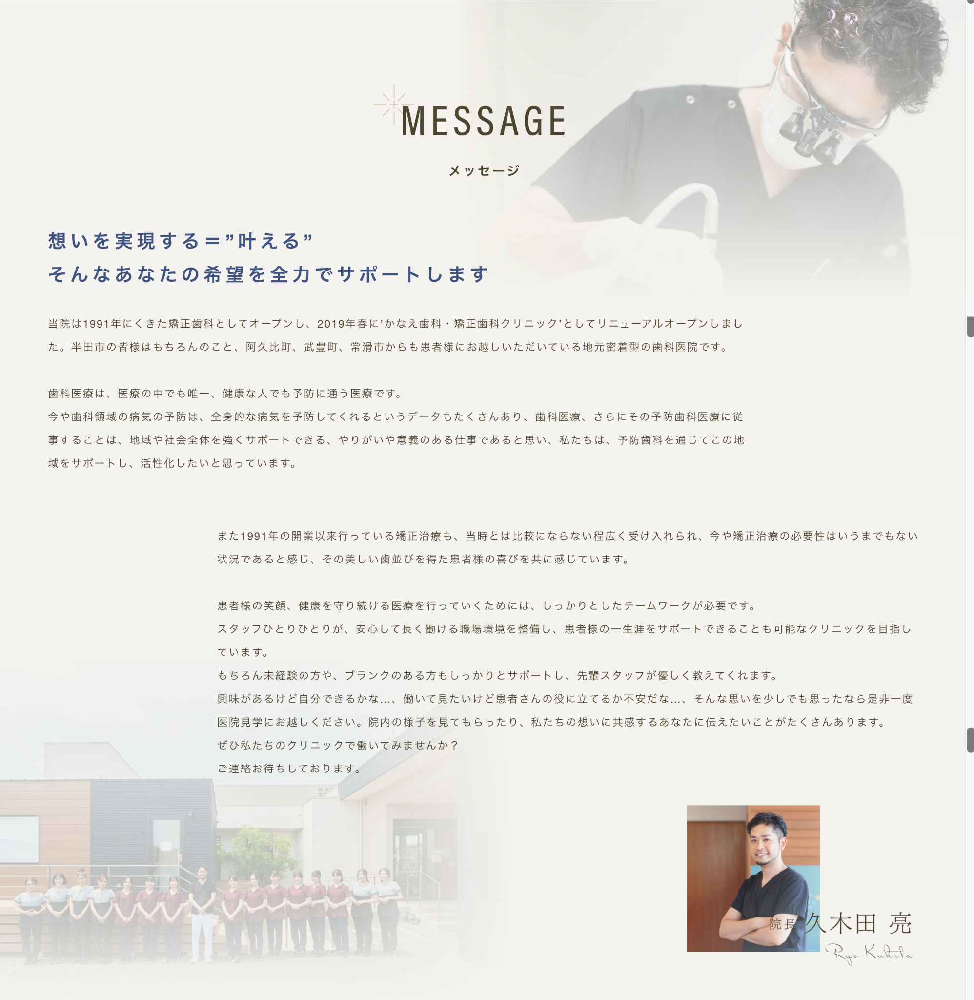 MESSAGE
メッセージ
想いを実現する＝”叶える”
そんなあなたの希望を全力でサポートします
当院は1991年にくきた矯正歯科としてオープンし、2019年春に’かなえ歯科・矯正歯科クリニック’としてリニューアルオープンしまし
た。半田市の皆様はもちろんのこと、阿久比町、武豊町、常滑市からも患者様にお越しいただいている地元密着型の歯科医院です。
歯科医療は、医療の中でも唯一、健康な人でも予防に通う医療です。
今や歯科領域の病気の予防は、全身的な病気を予防してくれるというデータもたくさんあり、歯科医療、さらにその予防歯科医療に従
事することは、地域や社会全体を強くサポートできる、やりがいや意義のある仕事であると思い、私たちは、予防歯科を通じてこの地
域をサポートし、活性化したいと思っています。
また1991年の開業以来行っている矯正治療も、当時とは比較にならない程広く受け入れられ、今や矯正治療の必要性はいうまでもない
状況であると感じ、その美しい歯並びを得た患者様の喜びを共に感じています。
患者様の笑顔、健康を守り続ける医療を行っていくためには、しっかりとしたチームワークが必要です。
スタッフひとりひとりが、安心して長く働ける職場環境を整備し、患者様の一生涯をサポートできることも可能なクリニックを目指し
ています。
もちろん未経験の方や、ブランクのある方もしっかりとサポートし、先輩スタッフが優しく教えてくれます。
興味があるけど自分できるかな…、働いて見たいけど患者さんの役に立てるか不安だな…、そんな思いを少しでも思ったなら是非一度
医院見学にお越しください。院内の様子を見てもらったり、私たちの想いに共感するあなたに伝えたいことがたくさんあります。
ぜひ私たちのクリニックで働いてみませんか？
ご連絡お待ちしております。
院長 久木田 亮
Ryo Kukita